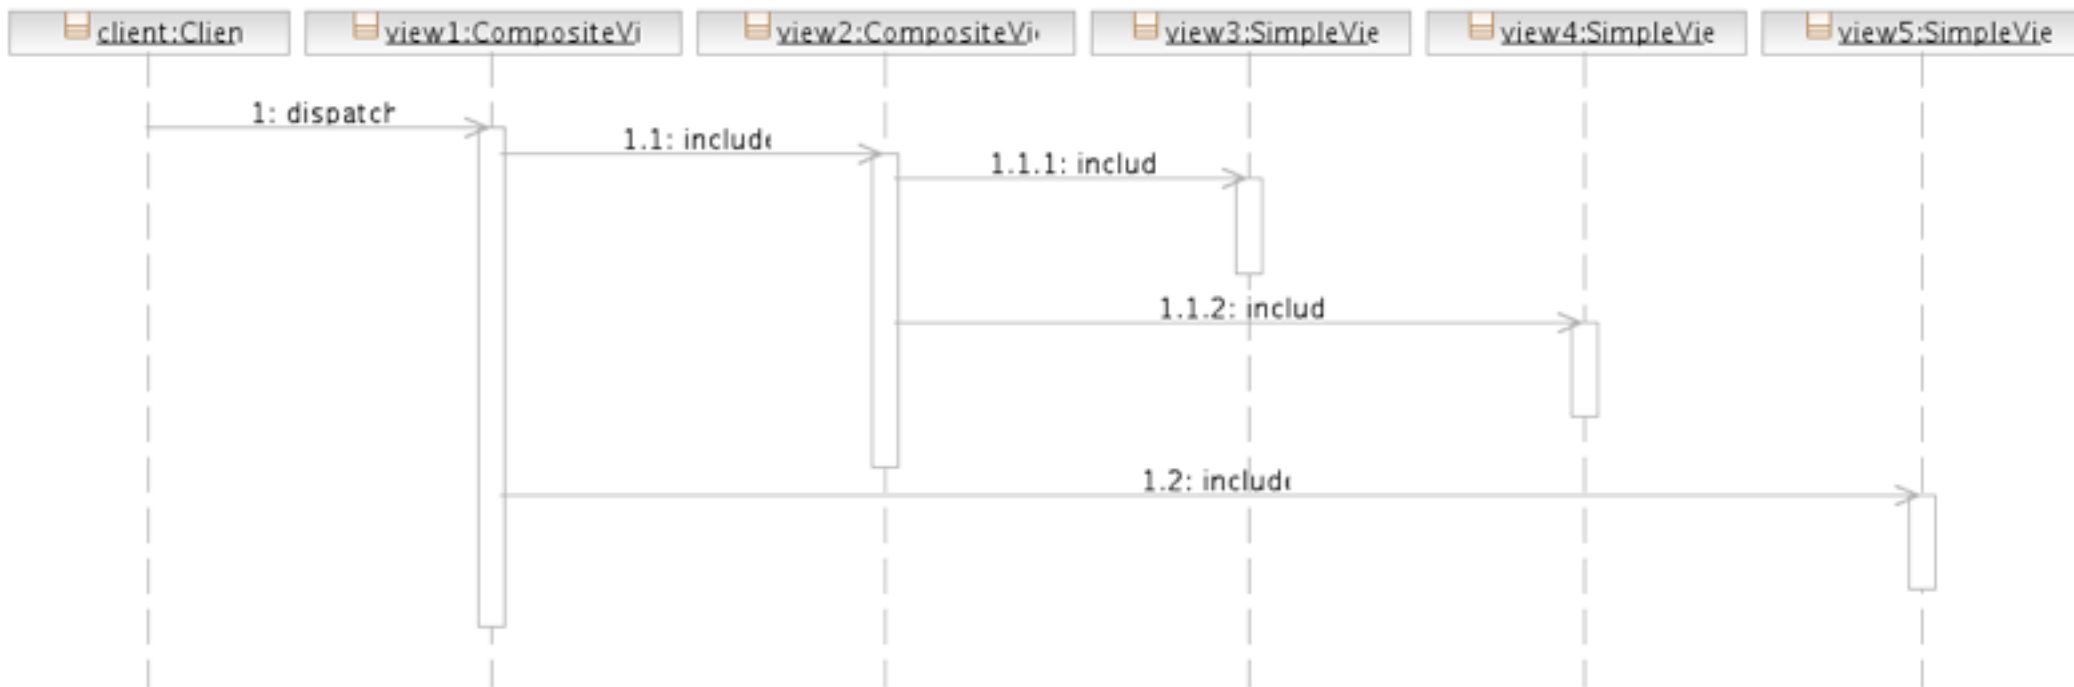 client:Clien
view1:CompositeVi
view2:CompositeVi
view3:SimpleVie
view4:SimpleVie
view5:SimpleVie
1: dispatch
1.1: include
1.1.1: includ
1.1.2: includ
1.2: include